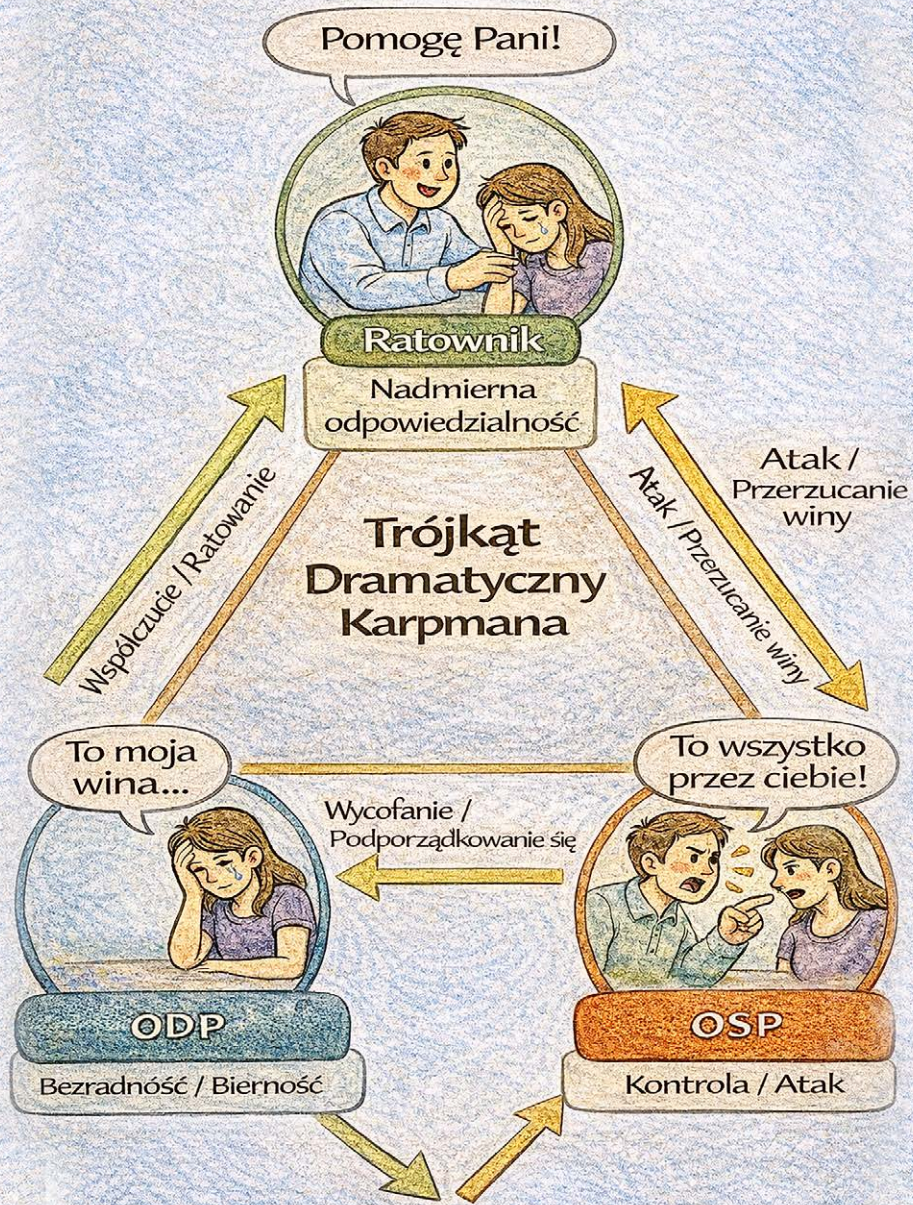 Pomogę Pani!
Ratownik
Nadmierna
odpowiedzialność
Współczucie / Ratowanie
Atak / Przerzucanie winy
Atak /
Przerzucanie
winy
Trójkąt
Dramatyczny
Karpmana
To moja
wina...
To wszystko
przez ciebie!
Wycofanie /
Podporządkowanie się
ODP
Bezradność / Bierność
OSP
Kontrola / Atak